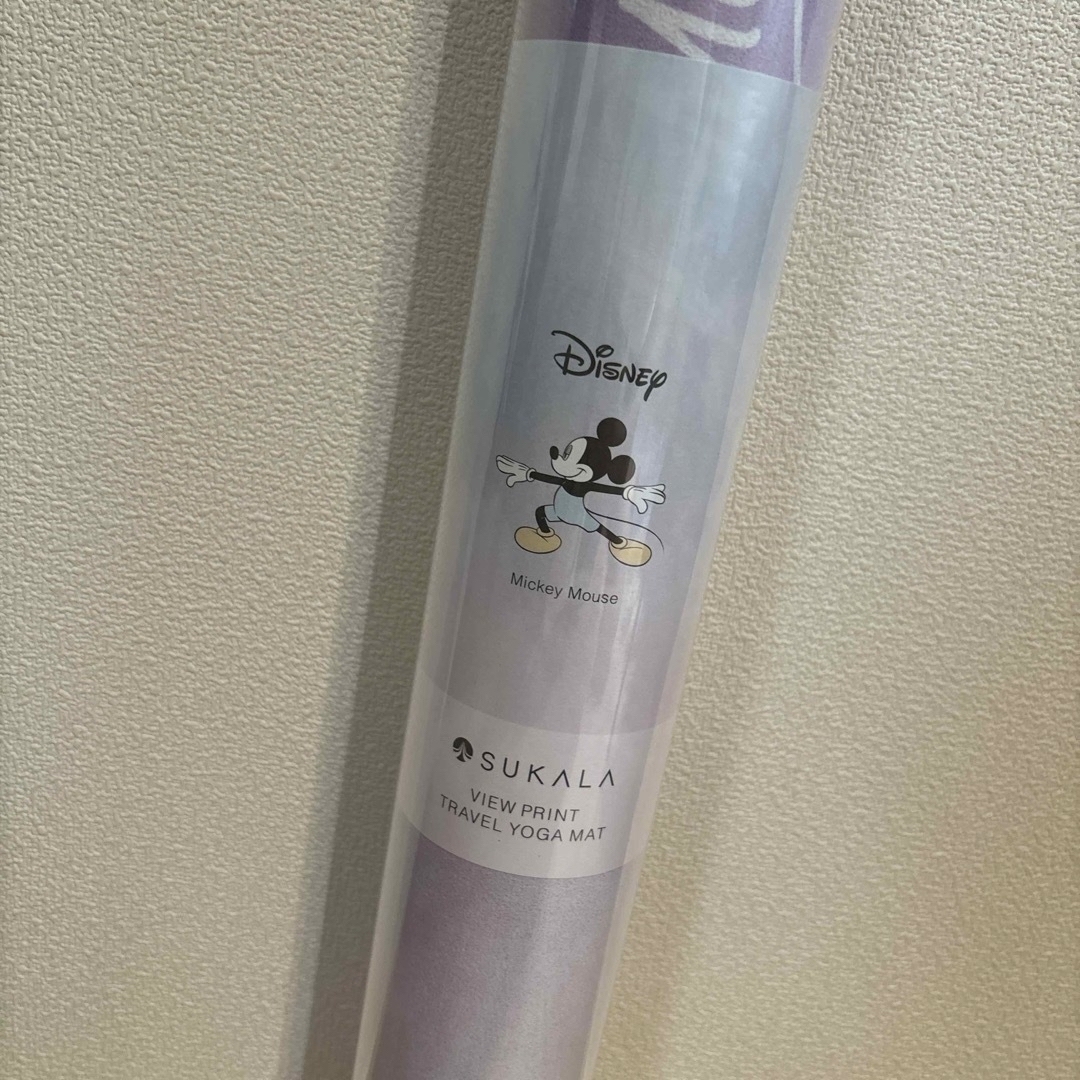 Disney
Mickey Mouse
SUKALA
VIEW PRINT
TRAVEL YOGA MAT